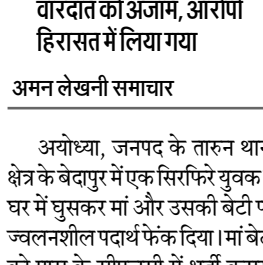 वारदात को अंजाम, आरोपी
हिरासत में लिया गया
अमन लेखनी समाचार
अयोध्या, जनपद के तारुन
क्षेत्र के बेदापुर में एक सिरफिरे युवक
घर में घुसकर मां और उसकी बेटी
ज्वलनशील पदार्थ फेंक दिया। मां